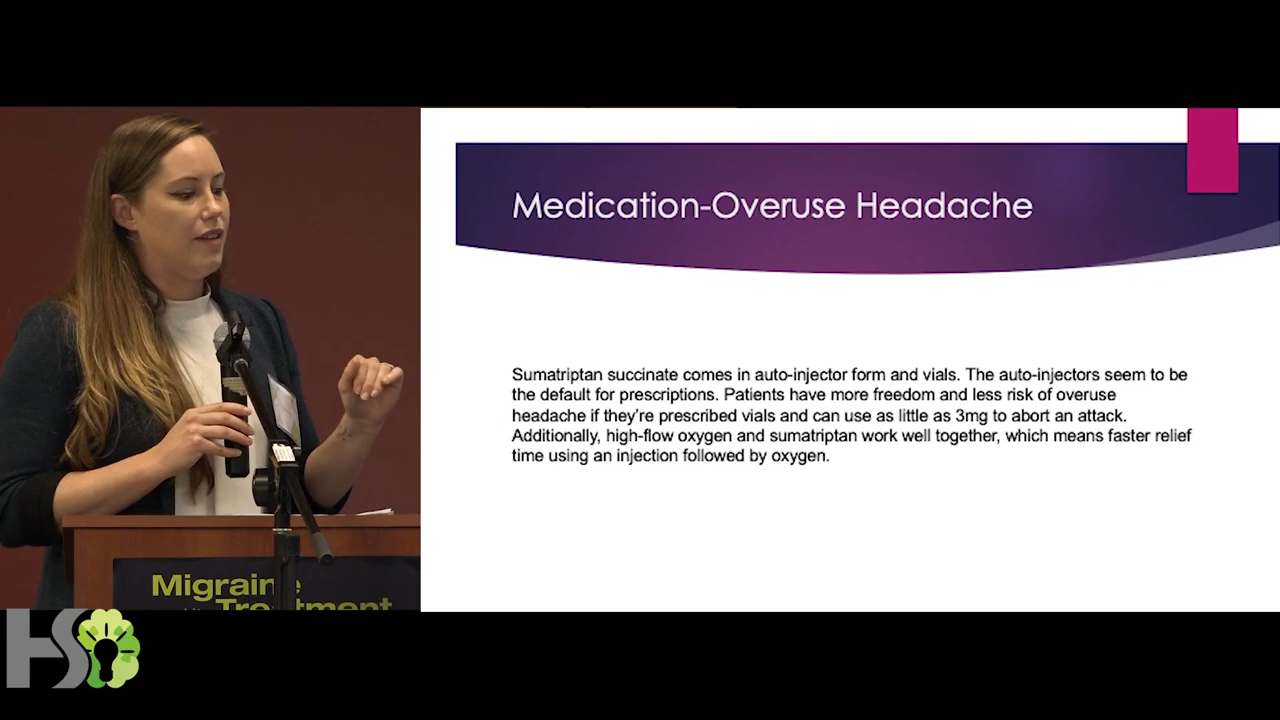 Medication-Overuse Headache
Sumatriptan succinate comes in auto-injector form and vials. The auto-injectors seem to be
the default for prescriptions. Patients have more freedom and less risk of overuse
headache if they're prescribed vials and can use as little as 3mg to abort an attack.
Additionally, high-flow oxygen and sumatriptan work well together, which means faster relief
time using an injection followed by oxygen.
Migraine
Treatment
HS